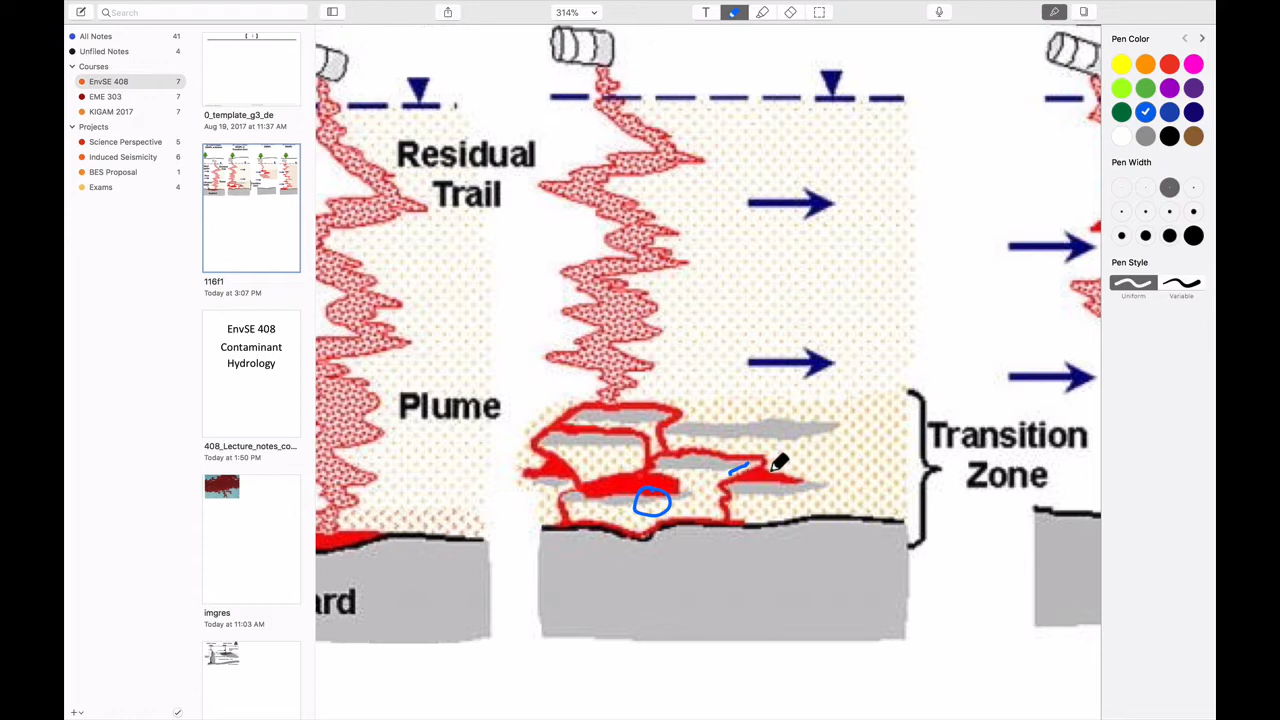 Search
314%
T
All Notes 41
Unfiled Notes 4
Courses
EnvSE 408 7
EME 303 7
KIGAM 2017 7
Projects
Science Perspective 7
Induced Seismicity 6
BES Proposal 1
Exams 4
0_template_g3_de
Aug 19, 2017 at 11:37 AM
116f1
Today at 3:07 PM
EnvSE 408
Contaminant
Hydrology
408_Lecture_notes_co...
Today at 1:50 PM
imgres
Today at 11:03 AM
Residual
Trail
Plume
ard
Transition
Zone
Pen Color
Pen Width
Pen Style
Uniform
Variable